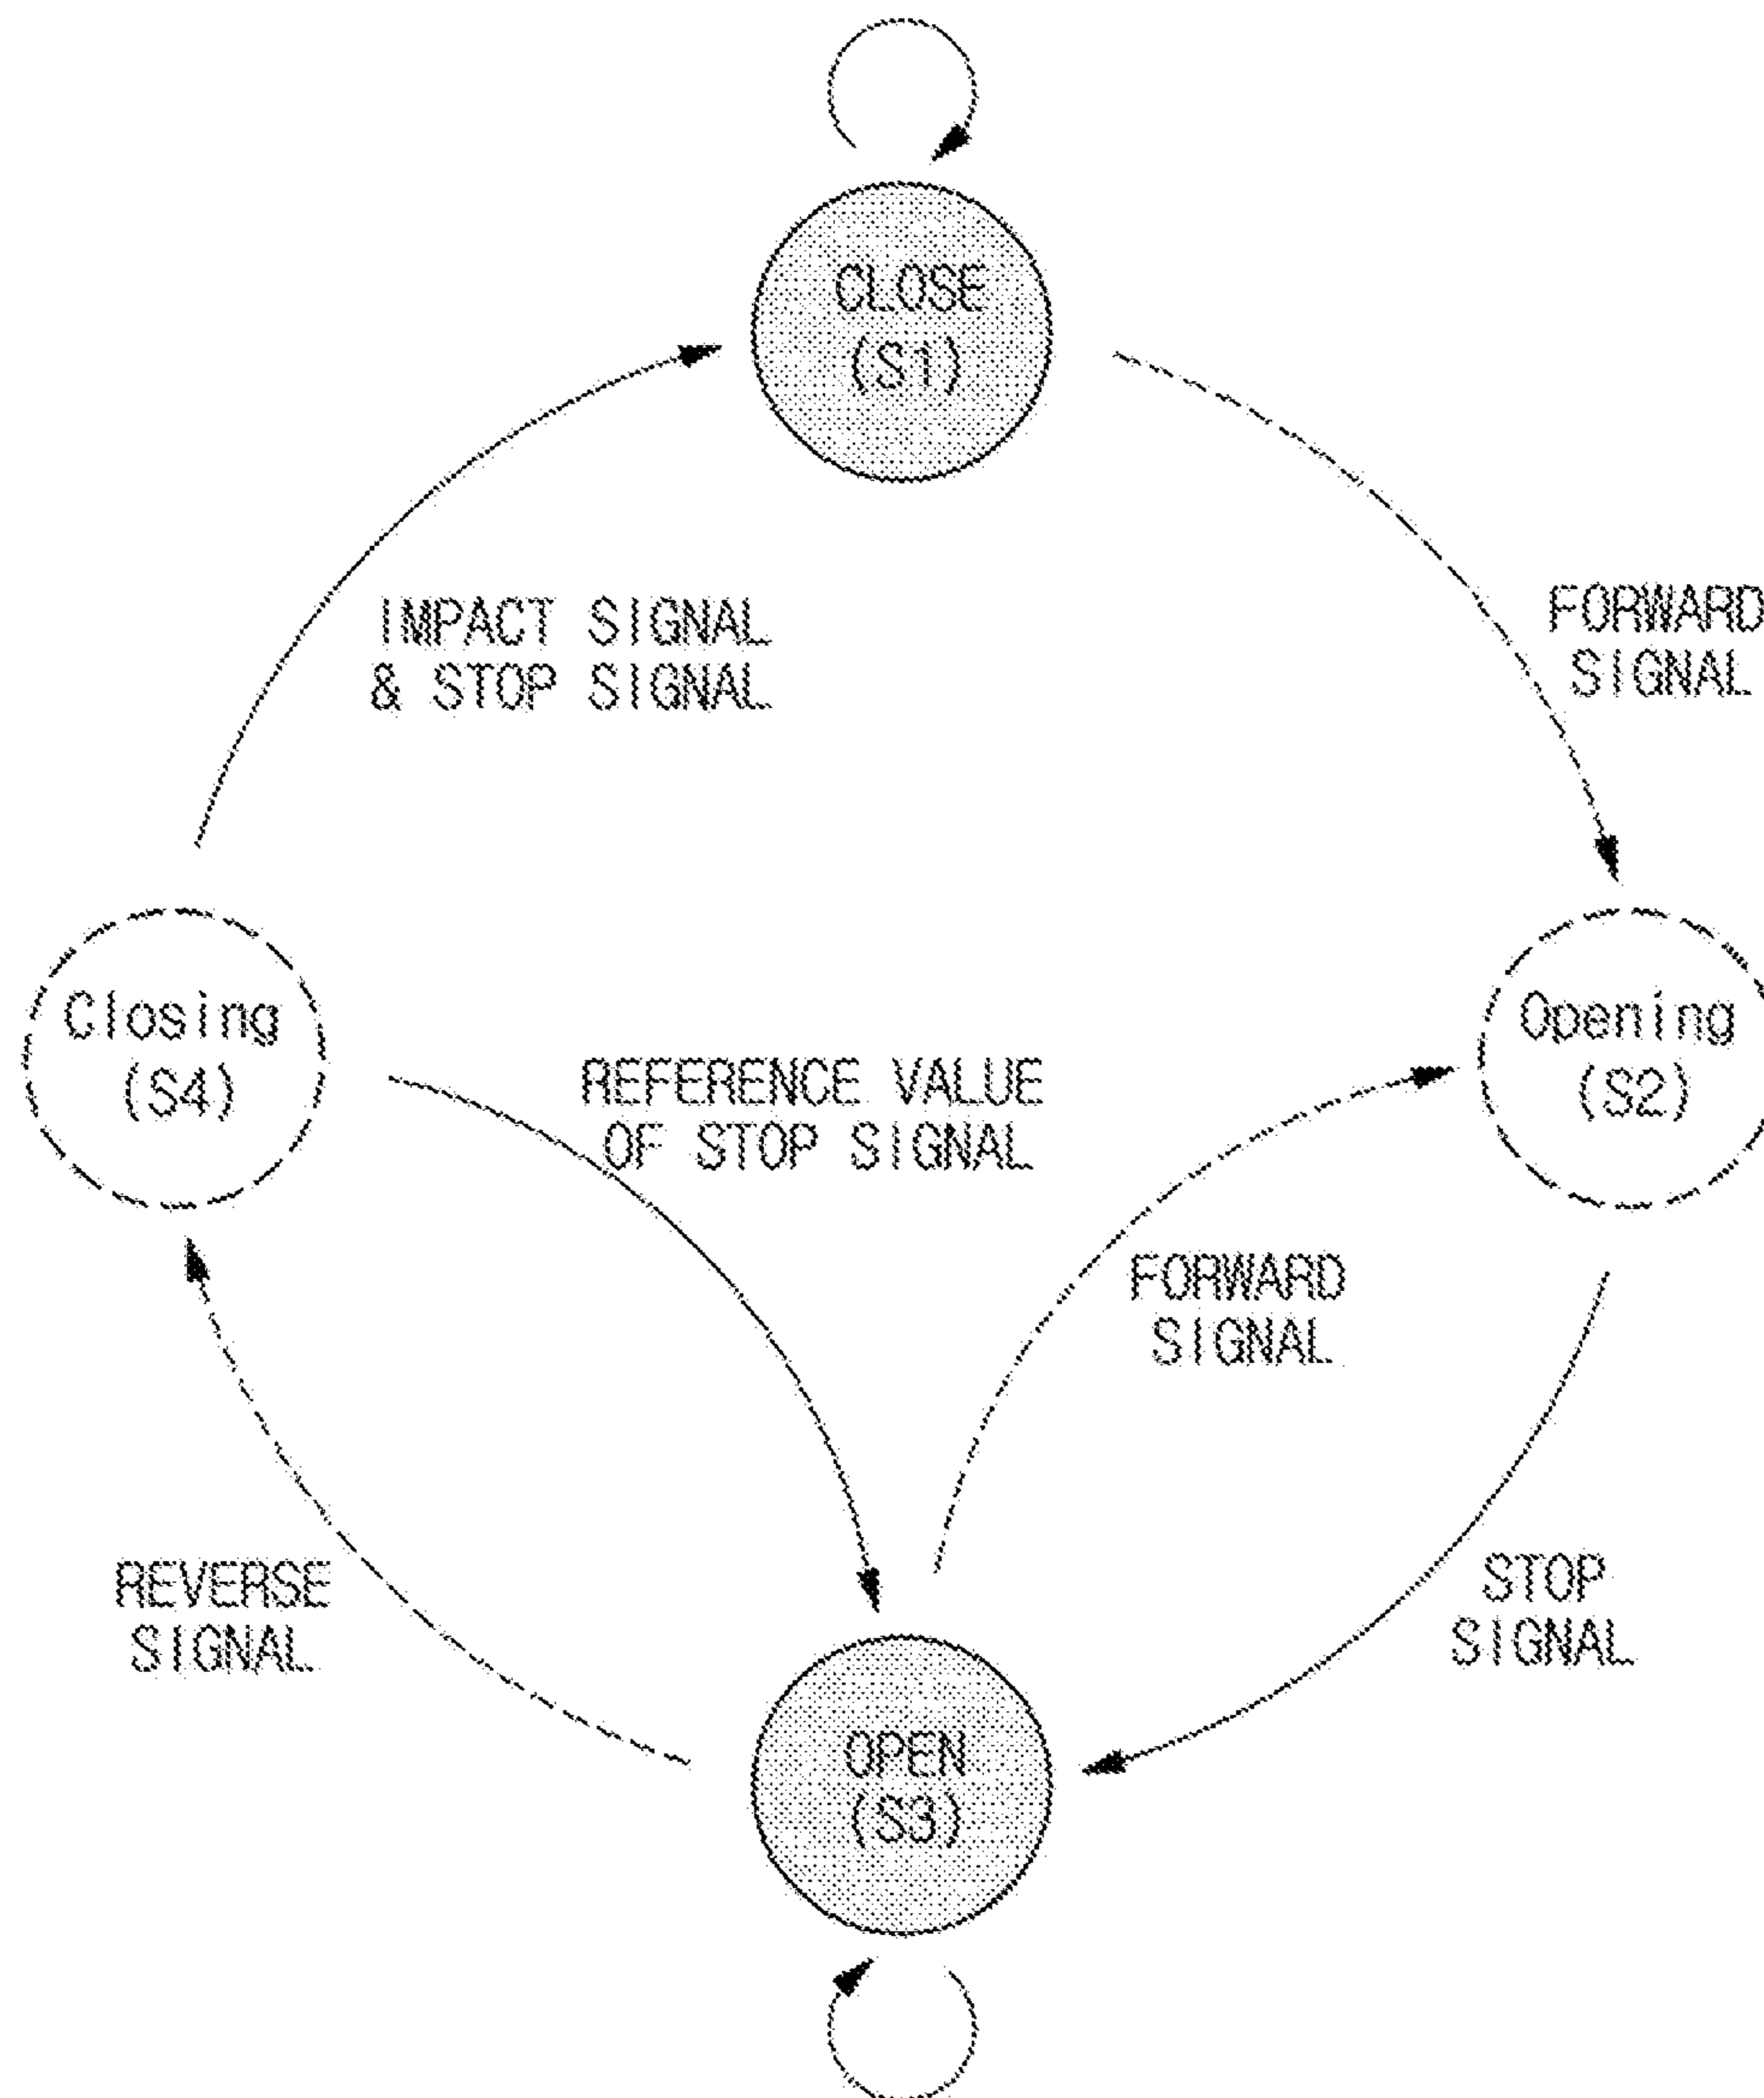 CLOSE
(S1)
IMPACT SIGNAL
& STOP SIGNAL
FORWARD
SIGNAL
Closing
(S4)
REFERENCE VALUE
OF STOP SIGNAL
Opening
(S2)
FORWARD
SIGNAL
REVERSE
SIGNAL
STOP
SIGNAL
OPEN
(S3)